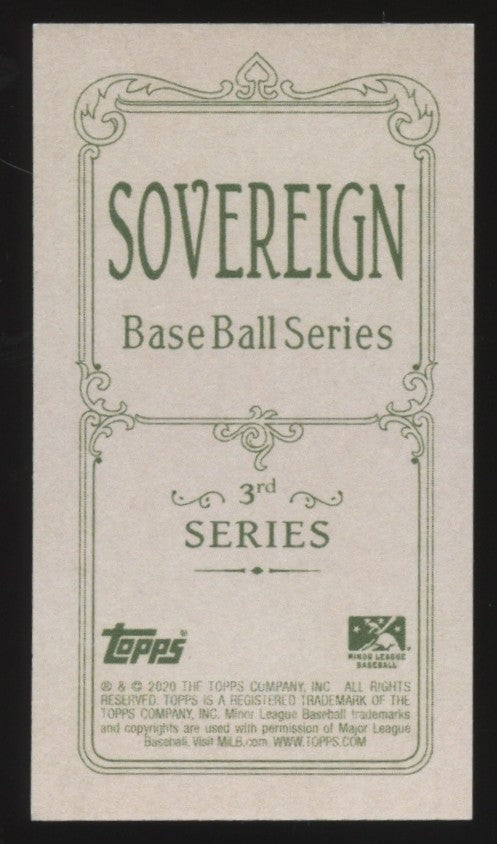 SOVEREIGN
Base Ball Series
3rd
SERIES
Topps
MINOR LEAGUE
BASEBALL
® & © 2020 THE TOPPS COMPANY, INC. ALL RIGHTS
RESERVED. TOPPS IS A REGISTERED TRADEMARK OF THE
TOPPS COMPANY, INC. Minor League Baseball trademarks
and copyrights are used with permission of Major League
Baseball. Visit MiLB.com. WWW.TOPPS.COM